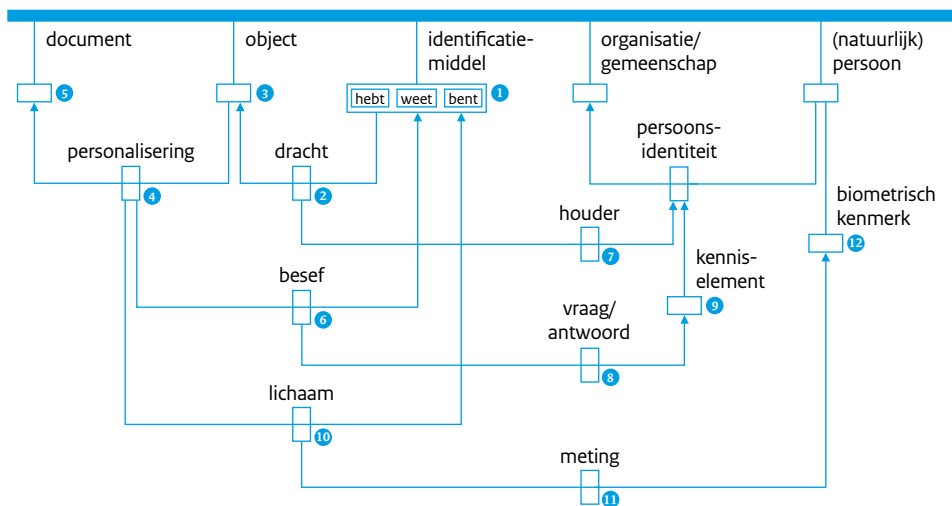 document
object
identificatie-
middel
organisatie/
gemeenschap
(natuurlijk)
persoon
5
3
hebt
weet
bent
1
personalisering
dracht
persoons-
identiteit
4
2
biometrisch
kenmerk
houder
7
12
besef
kennis-
element
6
vraag/
antwoord
9
8
lichaam
10
meting
11